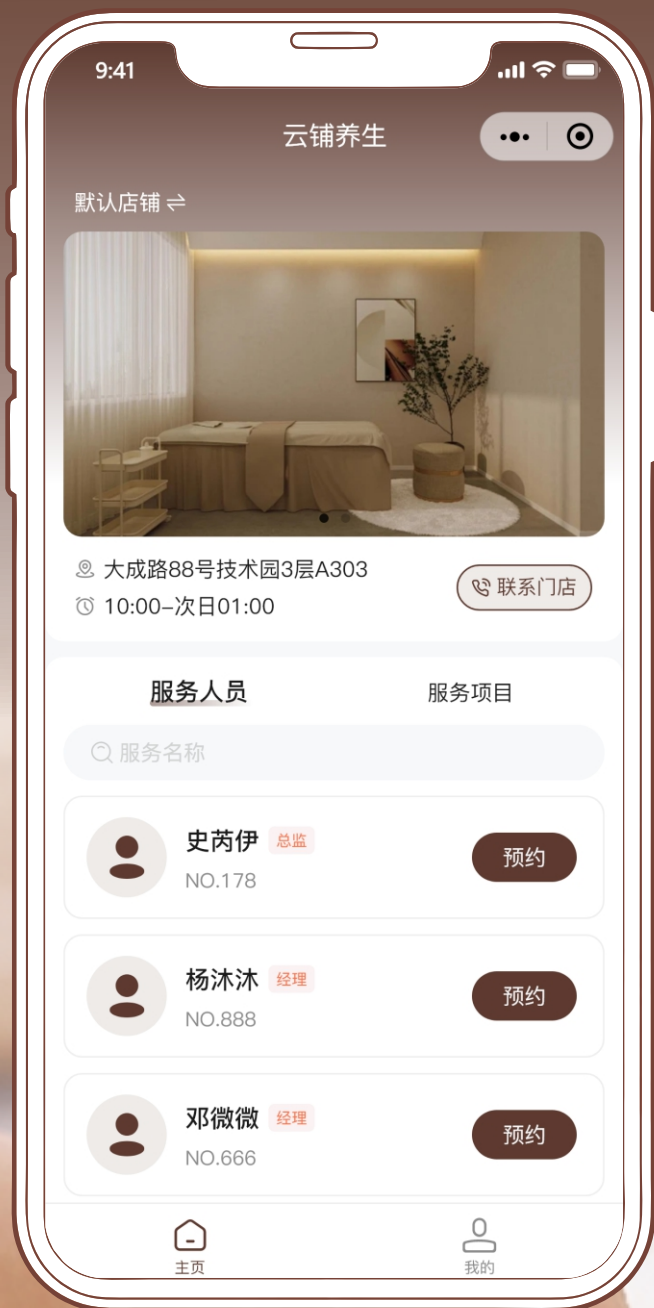 9:41
云铺养生
默认店铺
大成路88号技术园3层A303
联系门店
10:00-次日01:00
服务人员
服务项目
服务名称
史芮伊 总监
预约
NO.178
杨沐沐 经理
预约
NO.888
邓微微 经理
预约
NO.666
主页
我的